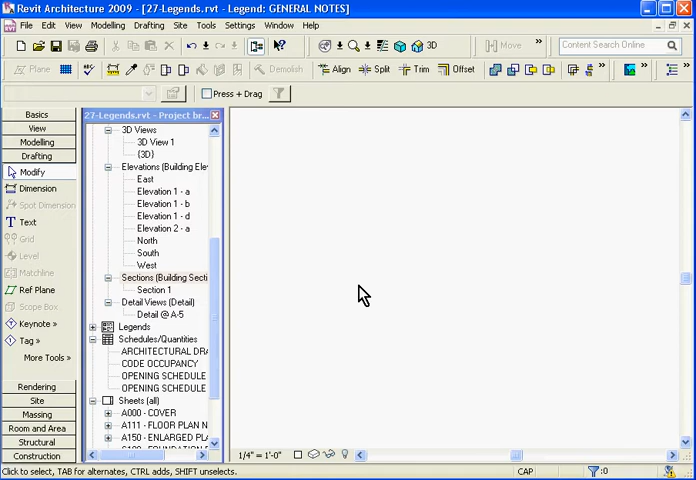 Revit Architecture 2009 - [27-Legends.rvt - Legend: GENERAL NOTES]
File Edit View Modelling Drafting Site Tools Settings Window Help
3D Move » Content Search Online »
Plane Demolish Align Split Trim Offset » » »
Press + Drag
Basics
View
Modelling
Drafting
Modify
Dimension
Spot Dimension
Text
Grid
Level
Matchline
Ref Plane
Scope Box
Keynote »
Tag »
More Tools »
Rendering
Site
Massing
Room and Area
Structural
Construction
27-Legends.rvt - Project br
3D Views
3D View 1
{3D}
Elevations (Building Ele
East
Elevation 1 - a
Elevation 1 - b
Elevation 1 - d
Elevation 2 - a
North
South
West
Sections (Building Secti
Section 1
Detail Views (Detail)
Detail @ A-5
Legends
Schedules/Quantities
ARCHITECTURAL DRA
CODE OCCUPANCY
OPENING SCHEDULE
OPENING SCHEDULE
Sheets (all)
A000 - COVER
A111 - FLOOR PLAN N
A150 - ENLARGED PLA
1/4" = 1'-0"
Click to select, TAB for alternates, CTRL adds, SHIFT unselects. CAP :0